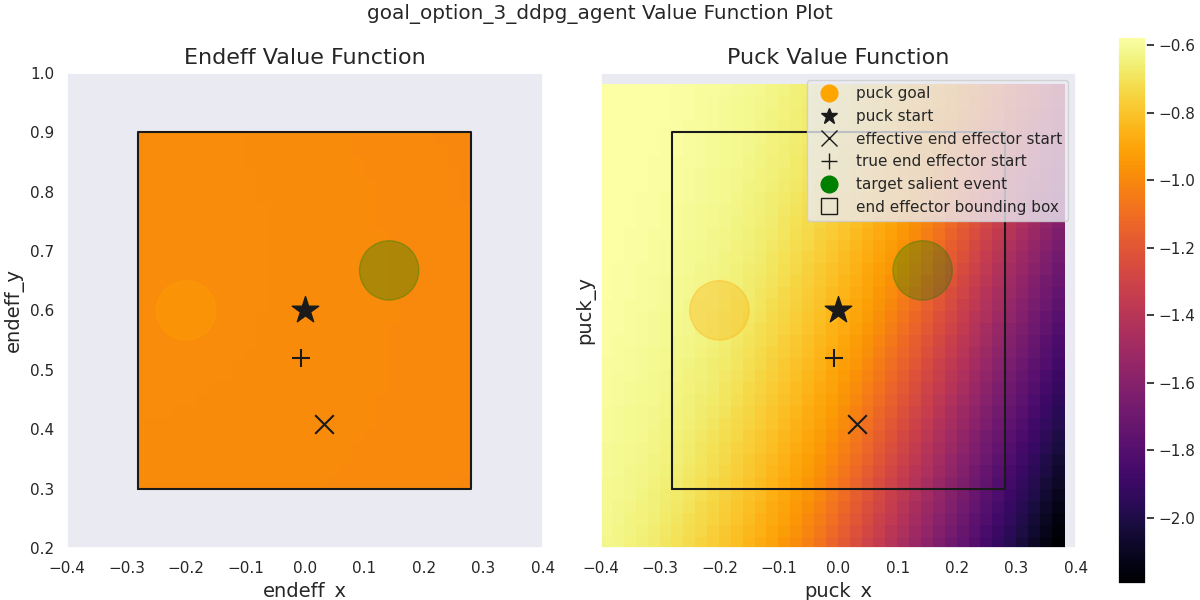 goal_option_3_ddpg_agent Value Function Plot
Endeff Value Function
endeff_y
1.0
0.9
0.8
0.7
0.6
0.5
0.4
0.3
0.2
−0.4 −0.3 −0.2 −0.1 0.0 0.1 0.2 0.3 0.4
endeff_x
Puck Value Function
puck goal
puck start
effective end effector start
true end effector start
target salient event
end effector bounding box
puck_y
−0.4 −0.3 −0.2 −0.1 0.0 0.1 0.2 0.3 0.4
puck_x
−0.6
−0.8
−1.0
−1.2
−1.4
−1.6
−1.8
−2.0